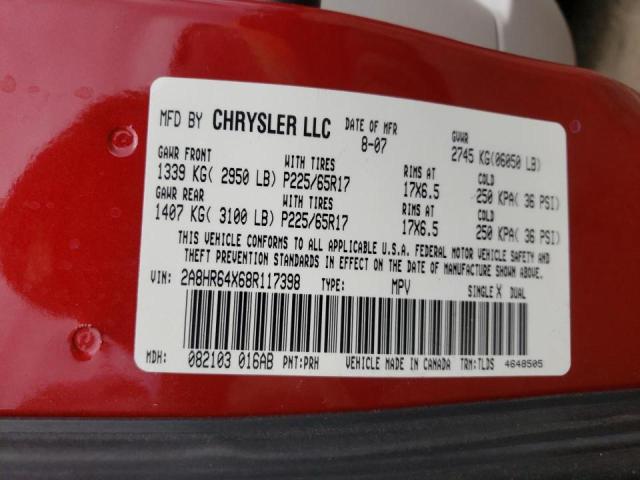 MFD BY CHRYSLER LLC DATE OF MFR 8-07 GVWR 2745 KG(06050 LB)
GAWR FRONT WITH TIRES RIMS AT COLD
1339 KG( 2950 LB) P225/65R17 17X6.5 250 KPA( 36 PSI)
GAWR REAR WITH TIRES RIMS AT COLD
1407 KG( 3100 LB) P225/65R17 17X6.5 250 KPA( 36 PSI)
THIS VEHICLE CONFORMS TO ALL APPLICABLE U.S.A. FEDERAL MOTOR VEHICLE SAFETY AND
THEFT PREVENTION STANDARDS IN EFFECT ON THE DATE OF MANUFACTURE SHOWN ABOVE.
VIN: 2A8HR64X68R117398 TYPE: MPV SINGLE X DUAL
MDH: 082103 016AB PNT:PRH VEHICLE MADE IN CANADA TRM:TLDS 4648505